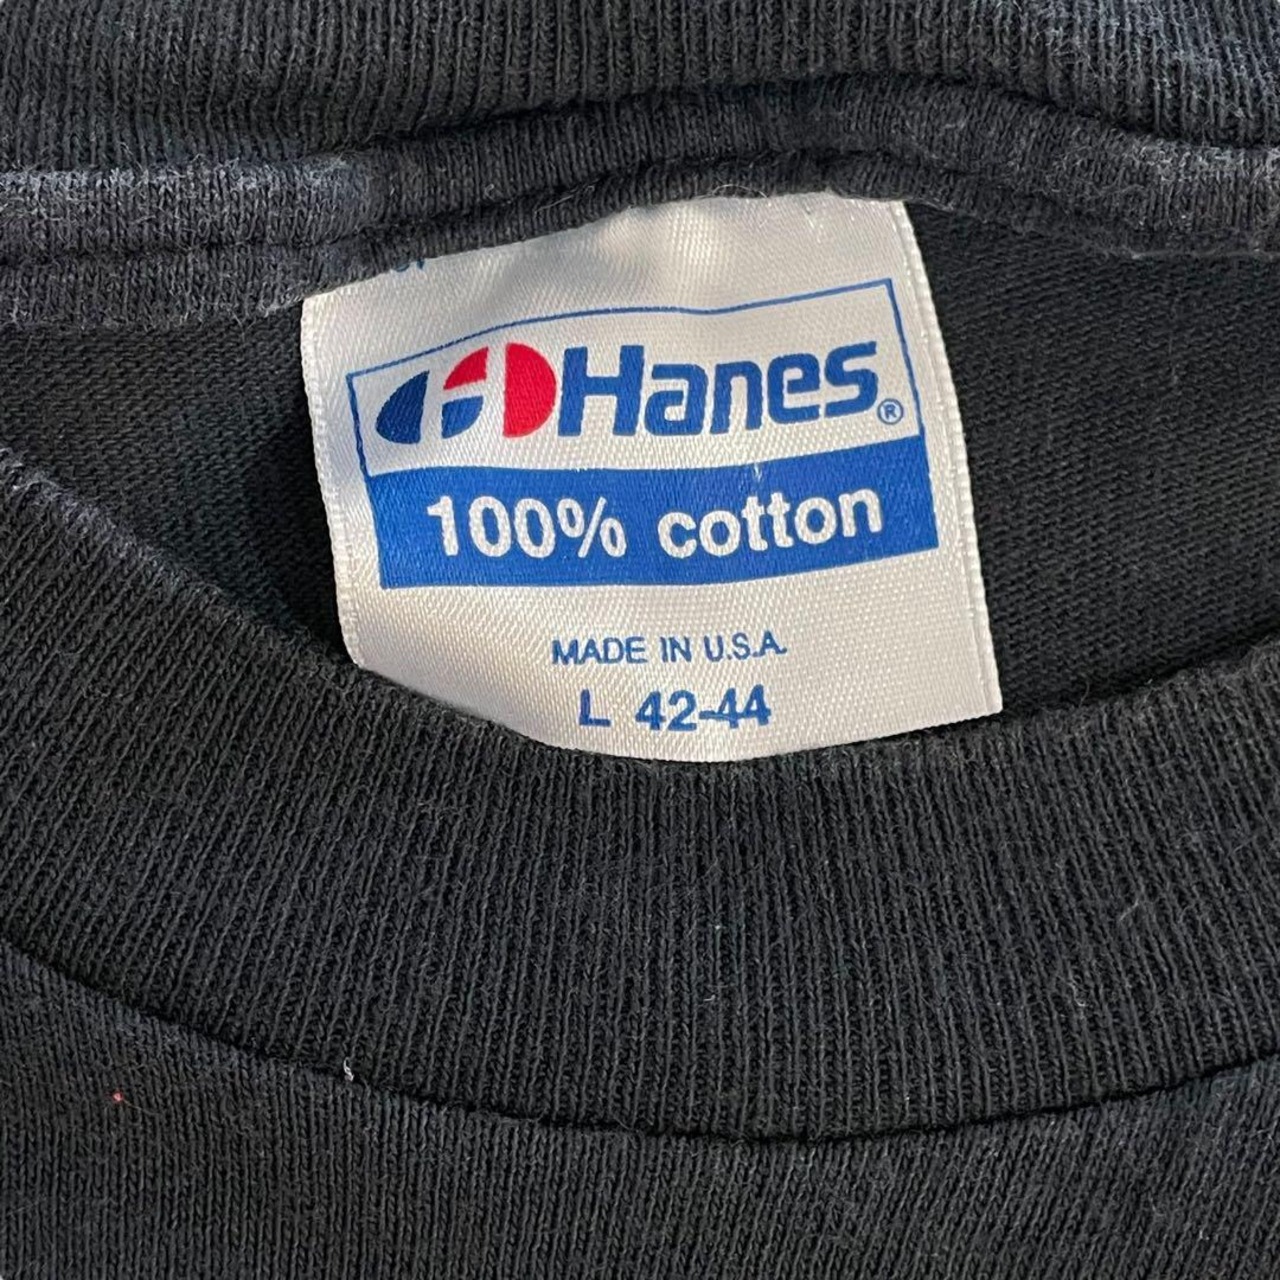 Hanes®
100% cotton
MADE IN U.S.A.
L 42-44